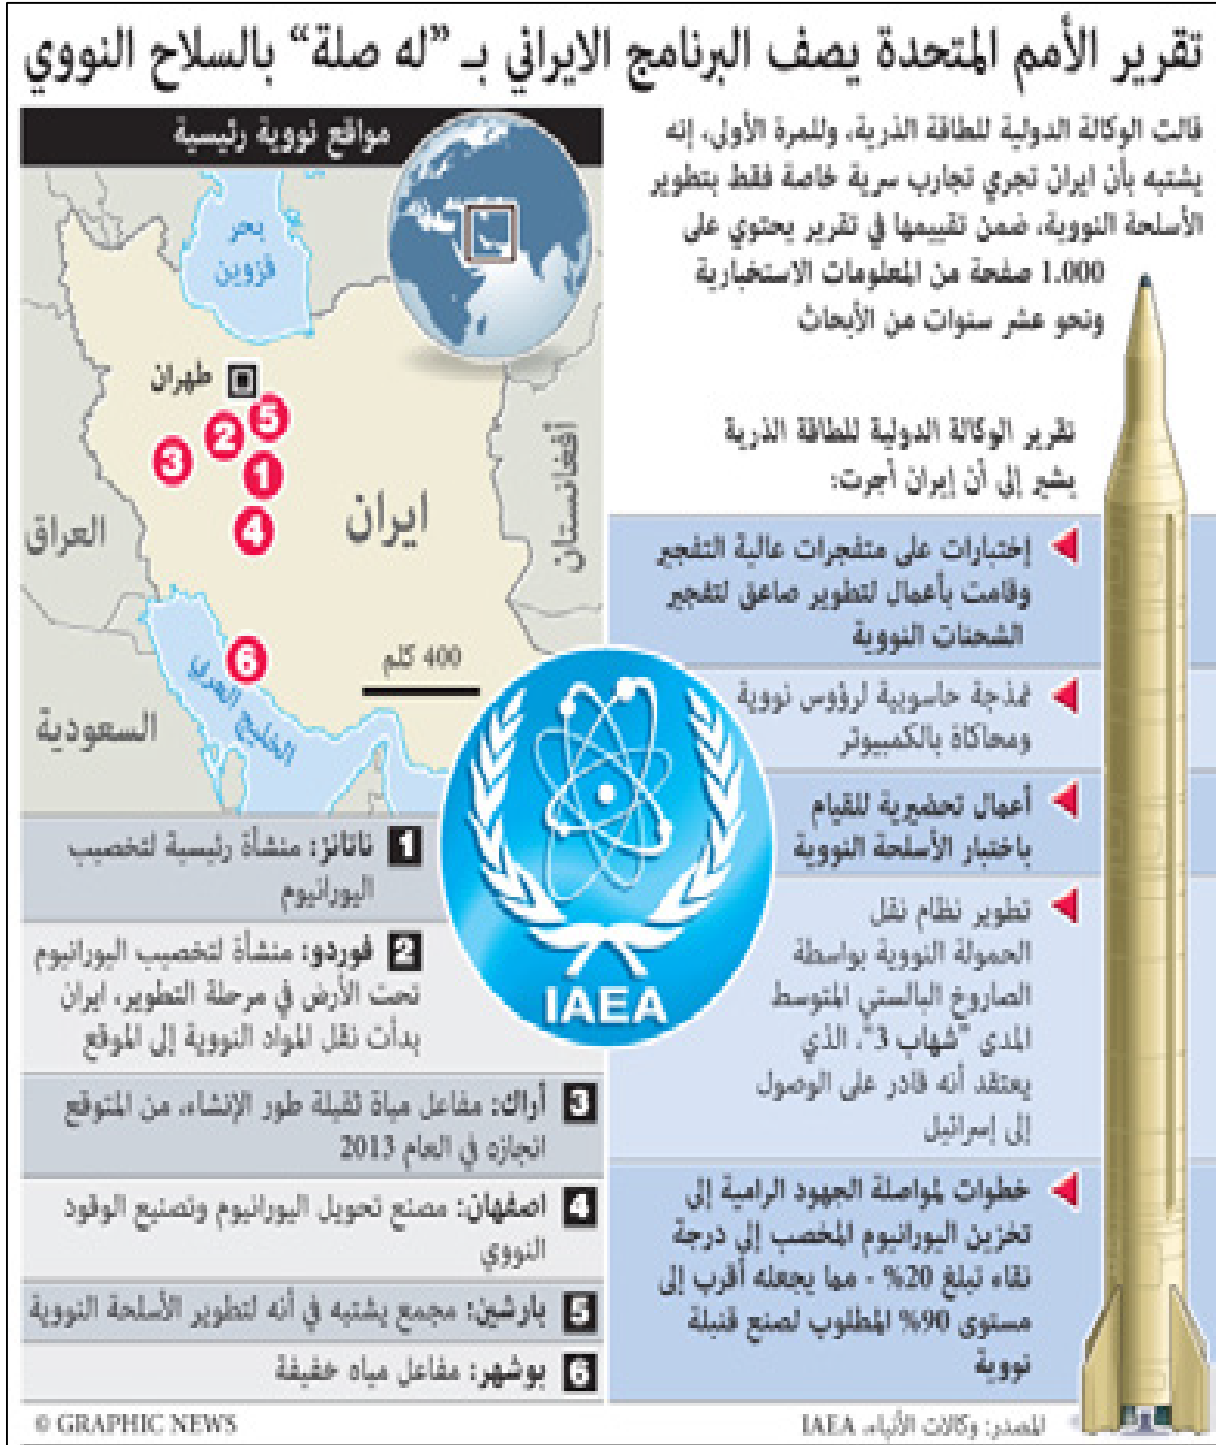 تقرير الأمم المتحدة يصف البرنامج الايراني بـ ”له صلة“ بالسلاح النووي
قالت الوكالة الدولية للطاقة الذرية، وللمرة الأولى، إنه
يشتبه بأن ايران تجري تجارب سرية خاصة فقط بتطوير
الأسلحة النووية، ضمن تقييمها في تقرير يحتوي على
1.000 صفحة من المعلومات الاستخبارية
ونحو عشر سنوات من الأبحاث
تقرير الوكالة الدولية للطاقة الذرية
يشير إلى أن إيران أجرت:
إختبارات على متفجرات عالية التفجير
وقامت بأعمال لتطوير صاعق لتفجير
الشحنات النووية
نمذجة حاسوبية لرؤوس نووية
ومحاكاة بالكمبيوتر
أعمال تحضيرية للقيام
باختبار الأسلحة النووية
تطوير نظام نقل
الحمولة النووية بواسطة
الصاروخ البالستي المتوسط
المدى "شهاب 3"، الذي
يعتقد أنه قادر على الوصول
إلى إسرائيل
خطوات لمواصلة الجهود الرامية إلى
تخزين اليورانيوم المخصب إلى درجة
نقاء تبلغ 20% - مما يجعله أقرب إلى
مستوى 90% المطلوب لصنع قنبلة
نووية
المصدر: وكالات الأنباء، IAEA
مواقع نووية رئيسية
بحر
قزوين
طهران
5
2
3
1
4
ايران
أفغانستان
العراق
6
الخليج العربي
400 كلم
السعودية
IAEA
1 ناتانز: منشأة رئيسية لتخصيب
اليورانيوم
2 فوردو: منشأة لتخصيب اليورانيوم
تحت الأرض في مرحلة التطوير، ايران
بدأت نقل المواد النووية إلى الموقع
3 أراك: مفاعل مياة ثقيلة طور الإنشاء، من المتوقع
انجازه في العام 2013
4 اصفهان: مصنع تحويل اليورانيوم وتصنيع الوقود
النووي
5 بارشين: مجمع يشتبه في أنه لتطوير الأسلحة النووية
6 بوشهر: مفاعل مياه خفيفة
© GRAPHIC NEWS